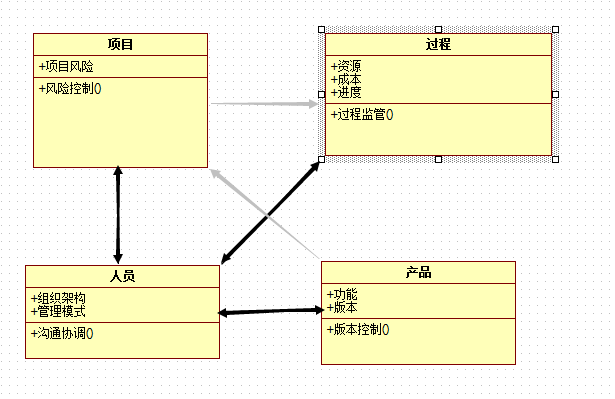 项目
+项目风险
+风险控制()
过程
+资源
+成本
+进度
+过程监管()
人员
+组织架构
+管理模式
+沟通协调()
产品
+功能
+版本
+版本控制()